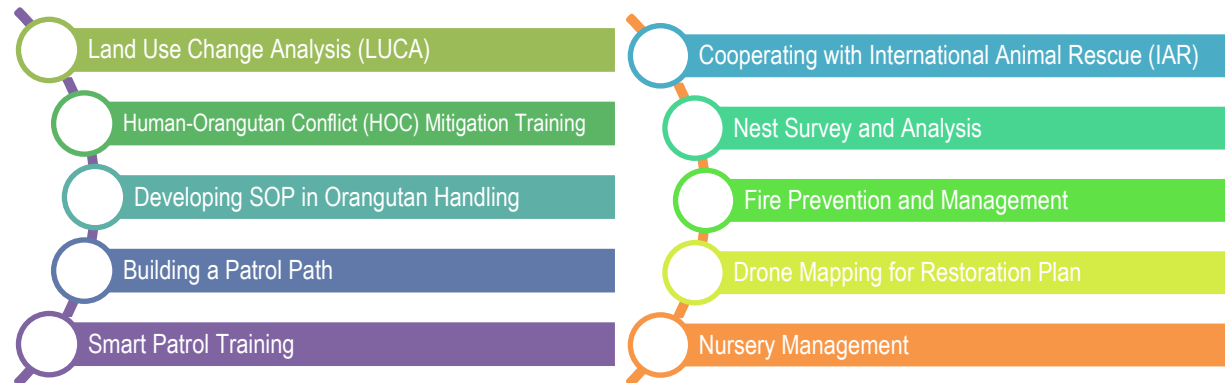 Land Use Change Analysis (LUCA)
Human-Orangutan Conflict (HOC) Mitigation Training
Developing SOP in Orangutan Handling
Building a Patrol Path
Smart Patrol Training
Cooperating with International Animal Rescue (IAR)
Nest Survey and Analysis
Fire Prevention and Management
Drone Mapping for Restoration Plan
Nursery Management